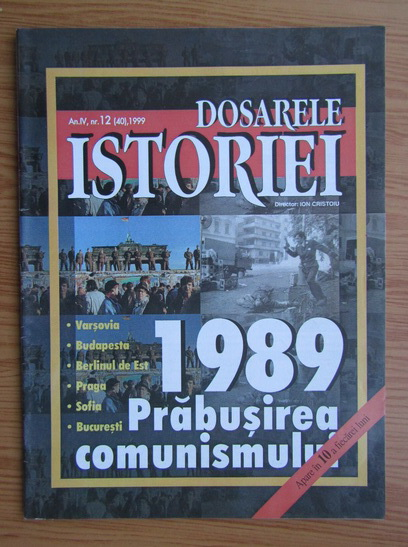 An.IV, nr.12 (40),1999
DOSARELE
ISTORIEI
Director: ION CRISTOIU
• Varşovia
• Budapesta
• Berlinul de Est
• Praga
• Sofia
• Bucureşti
1989
Prăbuşirea
comunismului
Apare în 10 a fiecărei luni